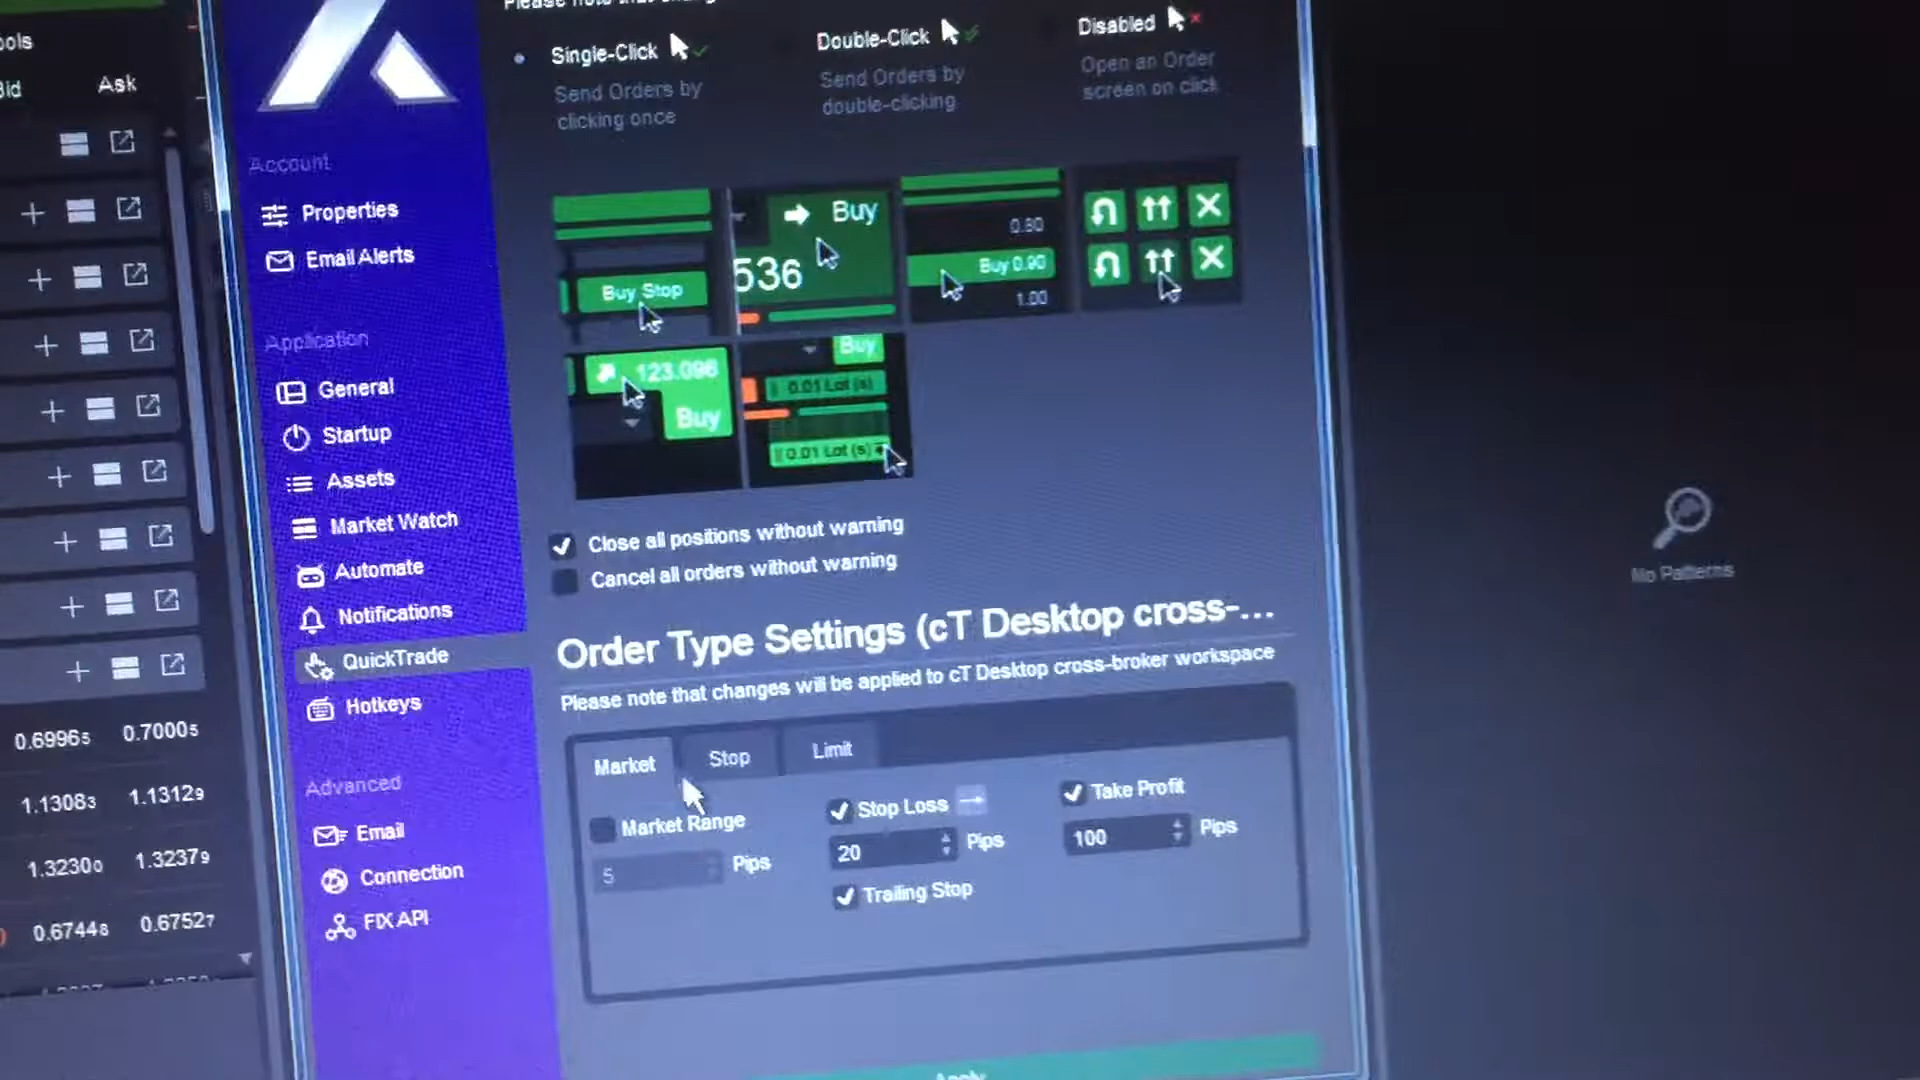 Ask
Single-Click
Send Orders by
clicking once
Double-Click
Send Orders by
double-clicking
Disabled
Open an Order
screen on click
Account
Properties
Email Alerts
Application
General
Startup
Assets
Market Watch
Automate
Notifications
QuickTrade
Hotkeys
Advanced
Email
Connection
FIX API
Buy Stop
Buy
536
0.80
Buy 0.90
1.00
123.096
Buy
Buy
0.01 Lot (s)
0.01 Lot (s)
Close all positions without warning
Cancel all orders without warning
Order Type Settings (cT Desktop cross-...
Please note that changes will be applied to cT Desktop cross-broker workspace
Market
Stop
Limit
Market Range
5 Pips
Stop Loss
20 Pips
Trailing Stop
Take Profit
100 Pips
0.69965 0.70005
1.13083 1.13129
1.32300 1.32379
0.67448 0.67527
No Patterns